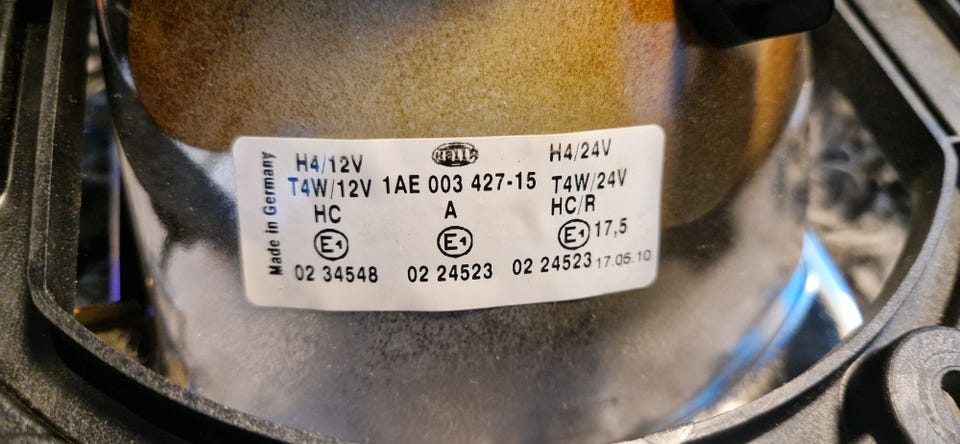 Made in Germany
H4/12V HELLA H4/24V
T4W/12V 1AE 003 427-15 T4W/24V
HC A HC/R
E1 E1 E1 17,5
02 34548 02 24523 02 24523 17.05.10